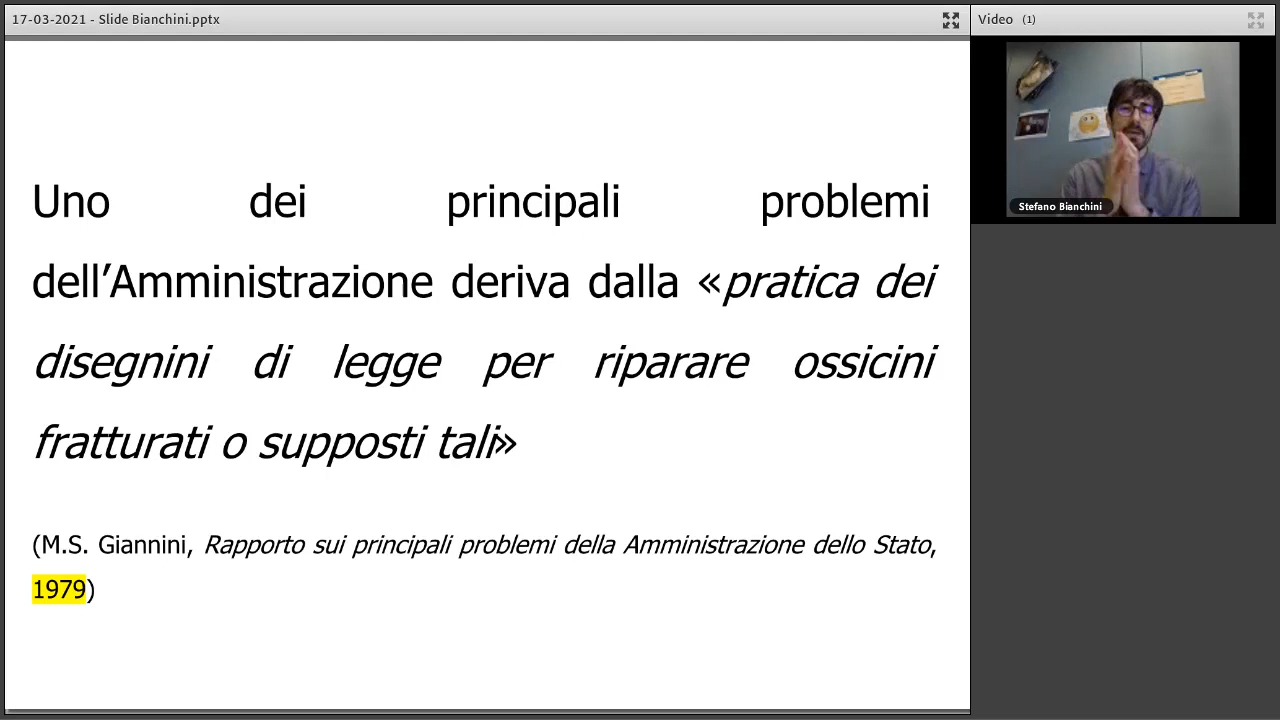 17-03-2021 - Slide Bianchini.pptx
Video (1)
Uno dei principali problemi
dell’Amministrazione deriva dalla «pratica dei
disegnini di legge per riparare ossicini
fratturati o supposti tali»
(M.S. Giannini, Rapporto sui principali problemi della Amministrazione dello Stato,
1979)
Stefano Bianchini